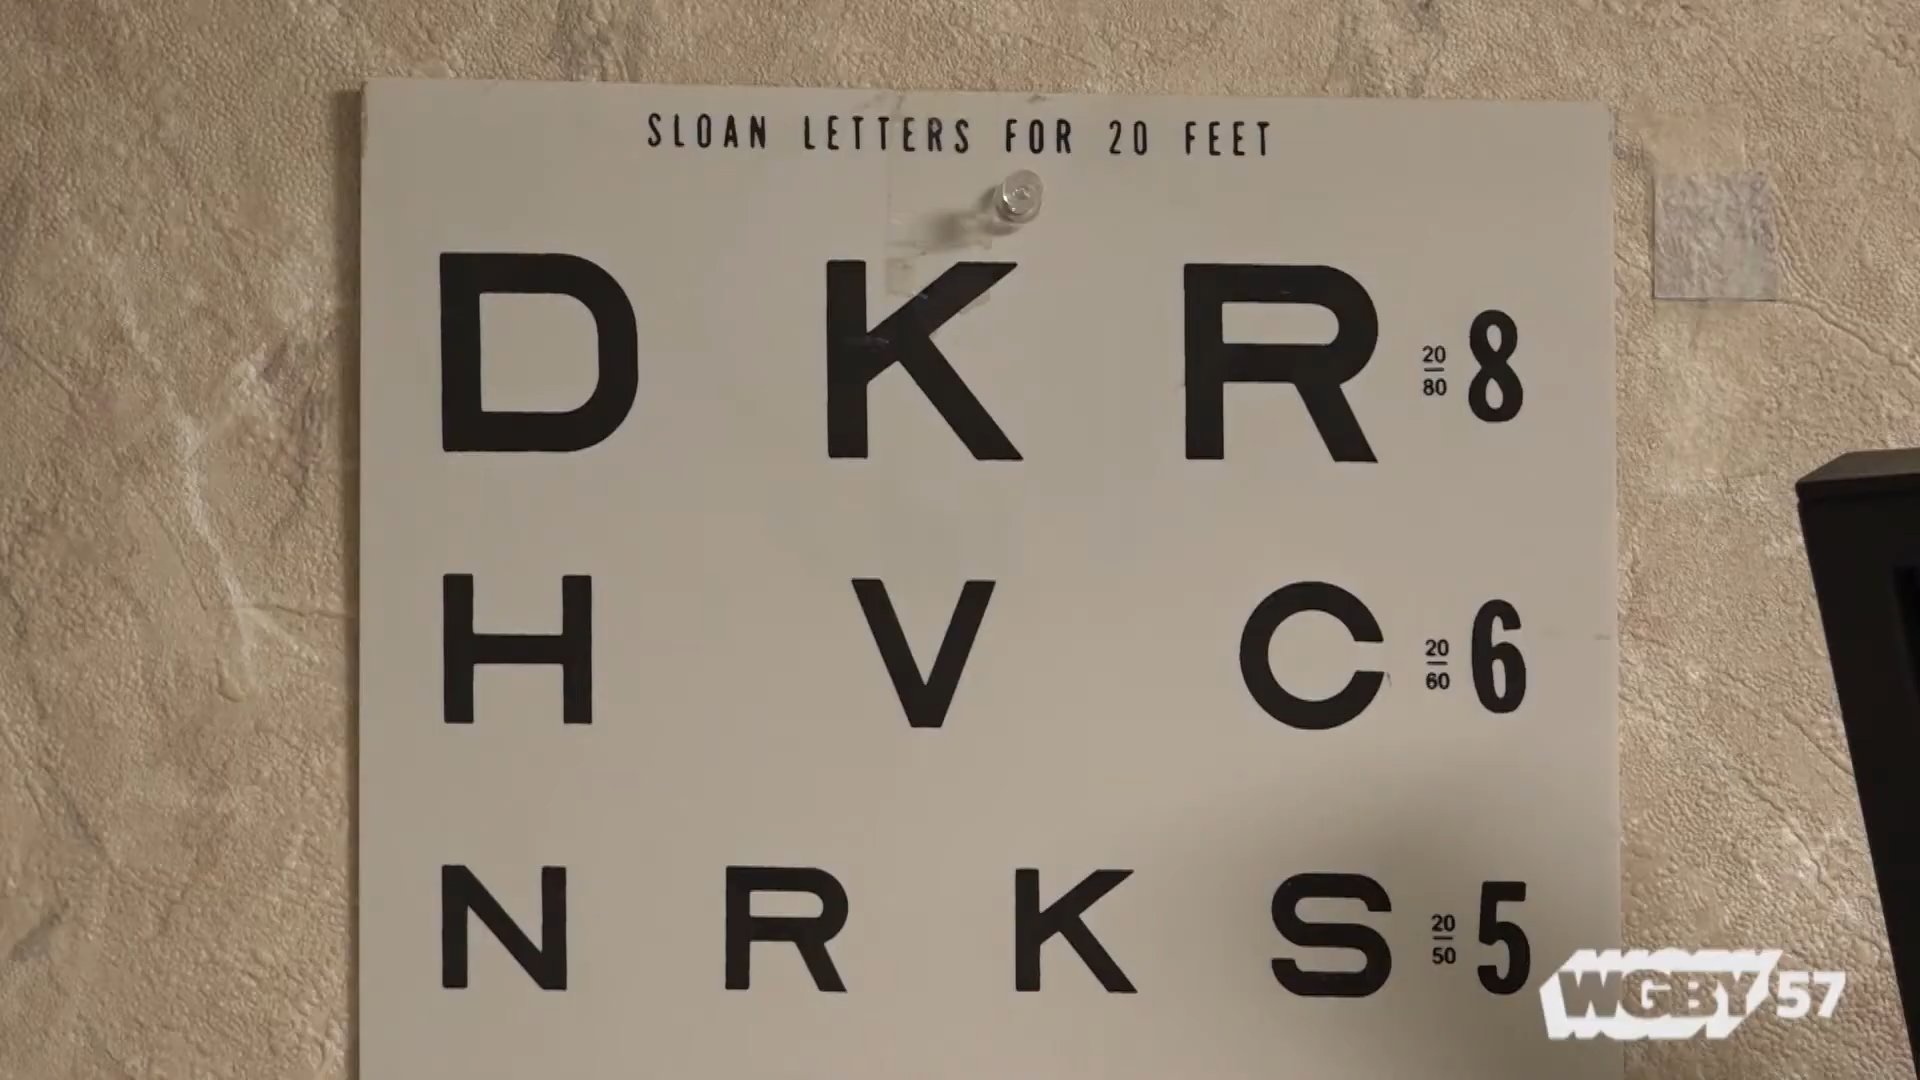 SLOAN LETTERS FOR 20 FEET
D K R 20/80 8
H V C 20/60 6
N R K S 20/50 5
WGBY 57